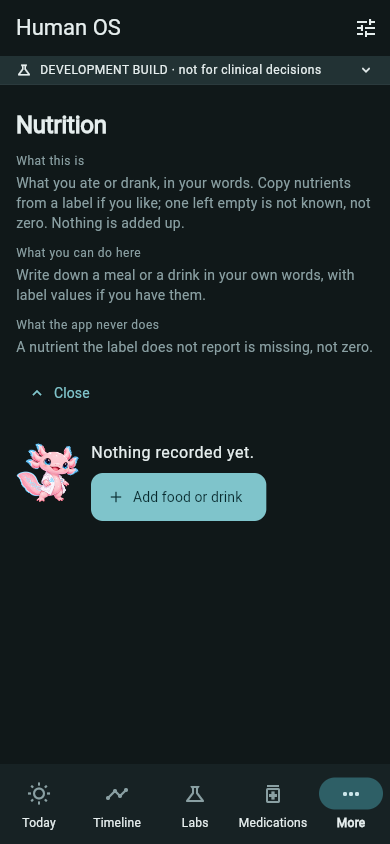 Human OS
DEVELOPMENT BUILD · not for clinical decisions
Nutrition
What this is
What you ate or drank, in your words. Copy nutrients
from a label if you like; one left empty is not known, not
zero. Nothing is added up.
What you can do here
Write down a meal or a drink in your own words, with
label values if you have them.
What the app never does
A nutrient the label does not report is missing, not zero.
Close
Nothing recorded yet.
Add food or drink
Today
Timeline
Labs
Medications
More